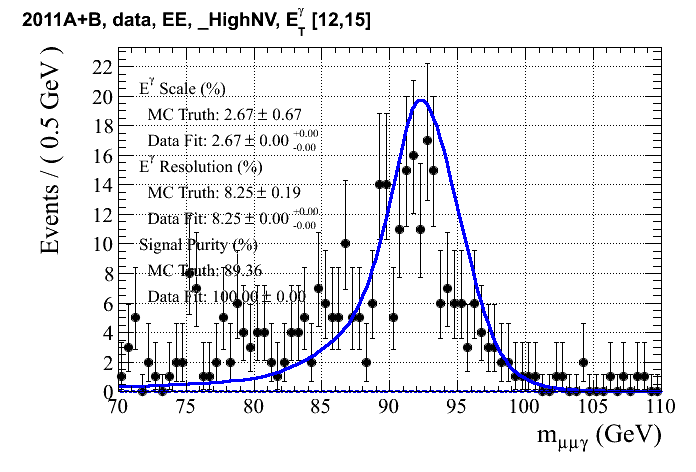 2011A+B, data, EE, _HighNV, E_T^γ [12,15]
Events / ( 0.5 GeV )
22
20
18
16
14
12
10
8
6
4
2
0
E^γ Scale (%)
MC Truth: 2.67 ± 0.67
Data Fit: 2.67 ± 0.00 +0.00 -0.00
E^γ Resolution (%)
MC Truth: 8.25 ± 0.19
Data Fit: 8.25 ± 0.00 +0.00 -0.00
Signal Purity (%)
MC Truth: 89.36
Data Fit: 100.00 ± 0.00
70 75 80 85 90 95 100 105 110
m_μμγ (GeV)